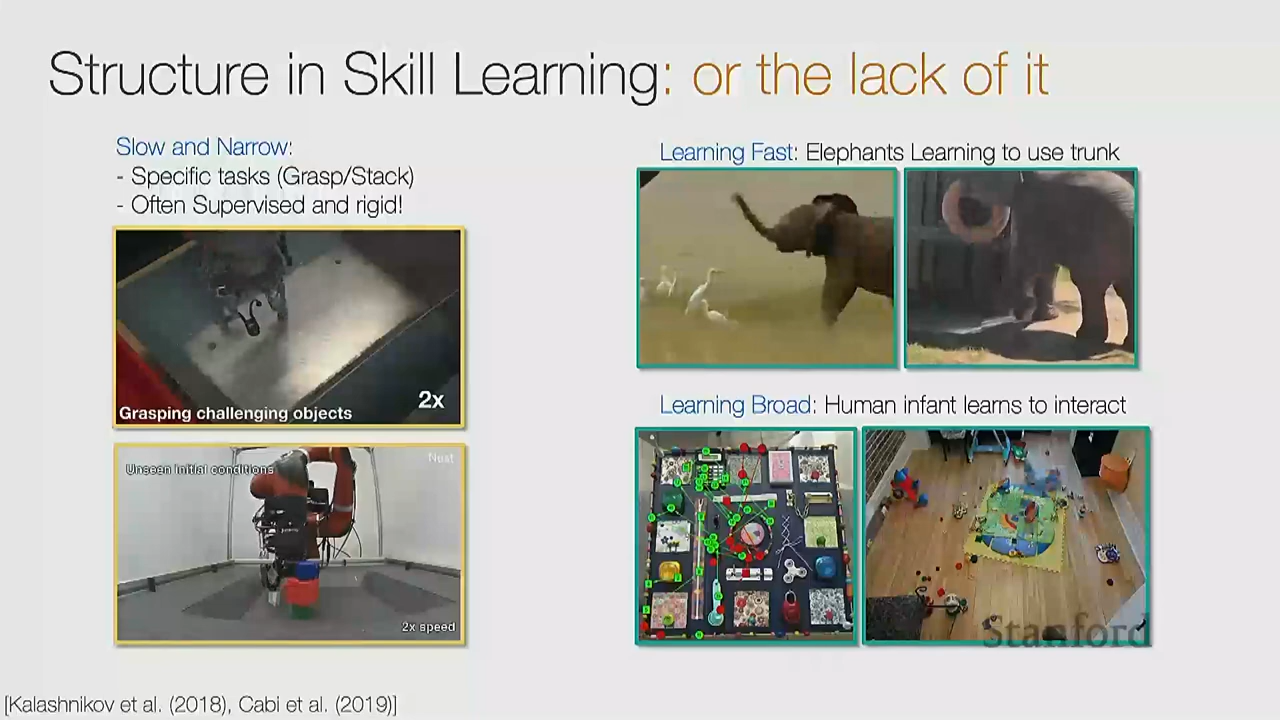 Structure in Skill Learning: or the lack of it
Slow and Narrow:
- Specific tasks (Grasp/Stack)
- Often Supervised and rigid!
Grasping challenging objects
2x
Unseen initial conditions
2x speed
Learning Fast: Elephants Learning to use trunk
Learning Broad: Human infant learns to interact
Stanford
[Kalashnikov et al. (2018), Cabi et al. (2019)]